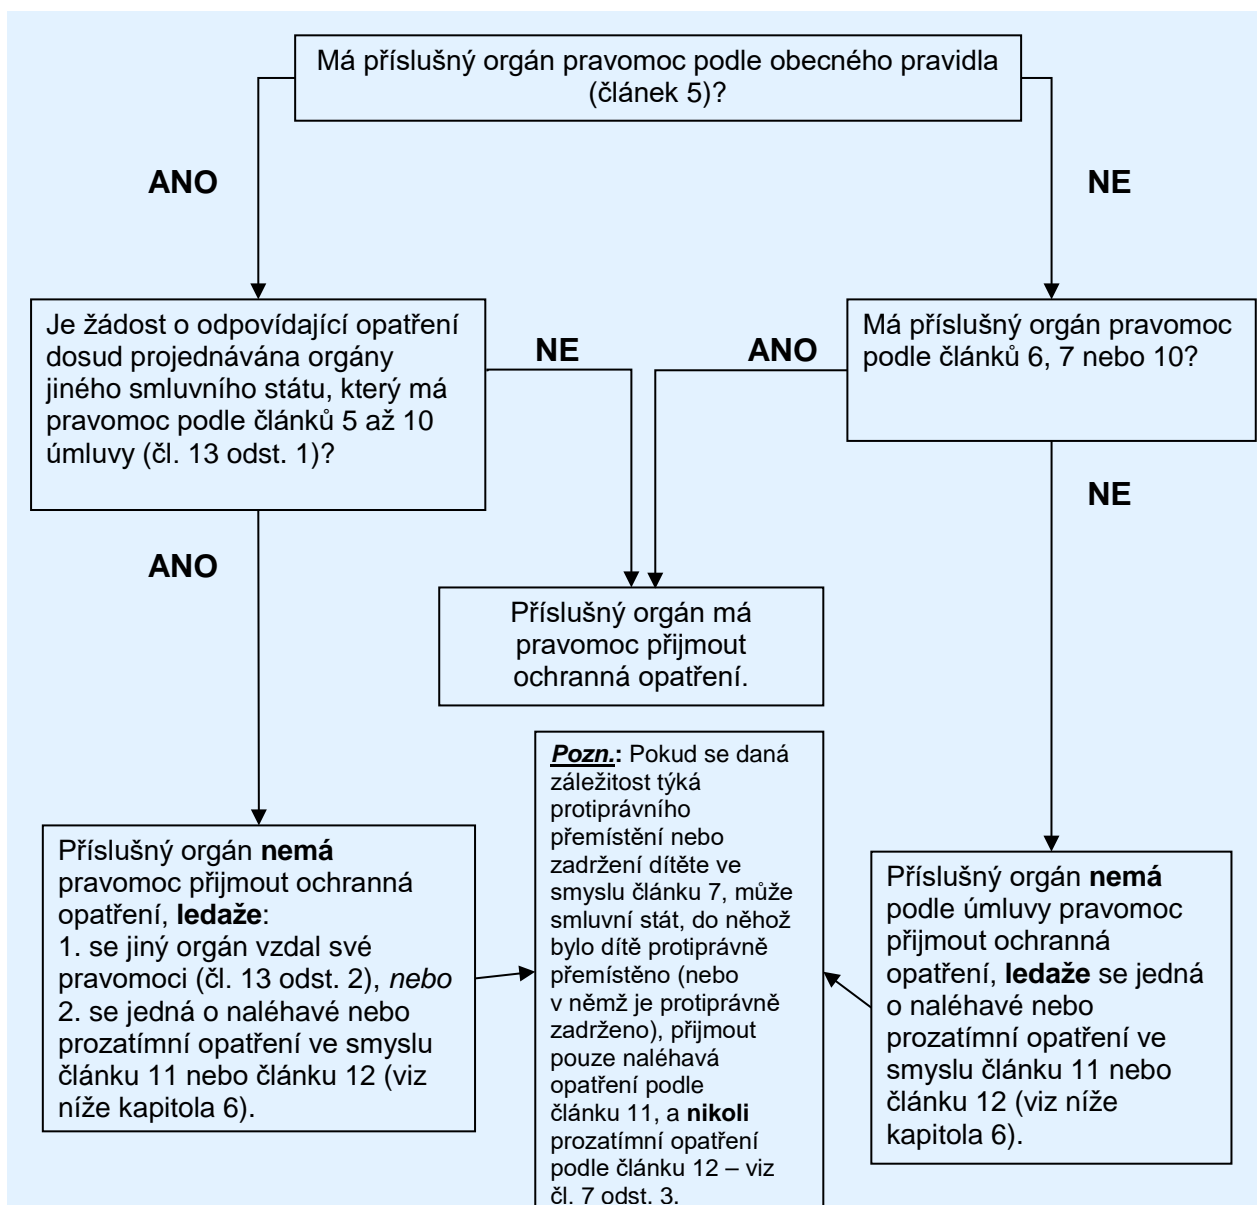 Má příslušný orgán pravomoc podle obecného pravidla
(článek 5)?
ANO
NE
Je žádost o odpovídající opatření
dosud projednávána orgány
jiného smluvního státu, který má
pravomoc podle článků 5 až 10
úmluvy (čl. 13 odst. 1)?
NE
ANO
Má příslušný orgán pravomoc
podle článků 6, 7 nebo 10?
ANO
NE
Příslušný orgán má
pravomoc přijmout
ochranná opatření.
Příslušný orgán nemá
pravomoc přijmout ochranná
opatření, ledaže:
1. se jiný orgán vzdal své
pravomoci (čl. 13 odst. 2), nebo
2. se jedná o naléhavé nebo
prozatímní opatření ve smyslu
článku 11 nebo článku 12 (viz
níže kapitola 6).
Pozn.: Pokud se daná
záležitost týká
protiprávního
přemístění nebo
zadržení dítěte ve
smyslu článku 7, může
smluvní stát, do něhož
bylo dítě protiprávně
přemístěno (nebo
v němž je protiprávně
zadrženo), přijmout
pouze naléhavá
opatření podle
článku 11, a nikoli
prozatímní opatření
podle článku 12 – viz
čl. 7 odst. 3.
Příslušný orgán nemá
podle úmluvy pravomoc
přijmout ochranná
opatření, ledaže se jedná
o naléhavé nebo
prozatímní opatření ve
smyslu článku 11 nebo
článku 12 (viz níže
kapitola 6).